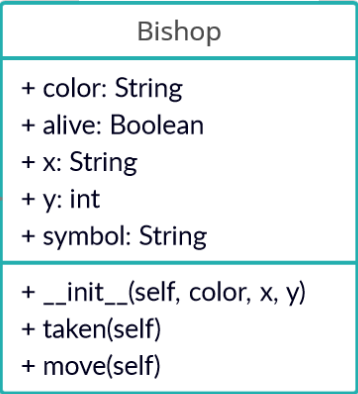 Bishop
+ color: String
+ alive: Boolean
+ x: String
+ y: int
+ symbol: String
+ __init__(self, color, x, y)
+ taken(self)
+ move(self)